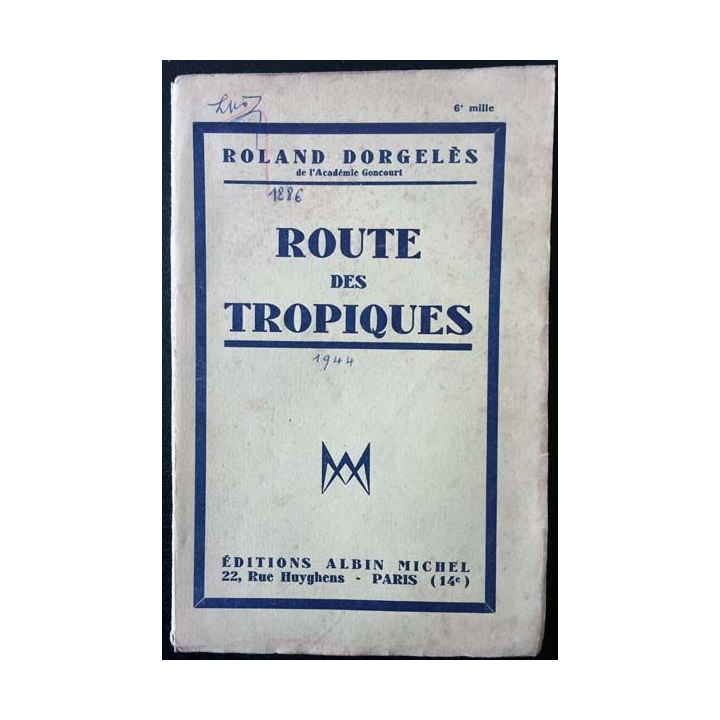 6e mille
ROLAND DORGELÈS
de l'Académie Goncourt
1886
ROUTE
DES
TROPIQUES
1944
ÉDITIONS ALBIN MICHEL
22, Rue Huyghens - PARIS (14e)